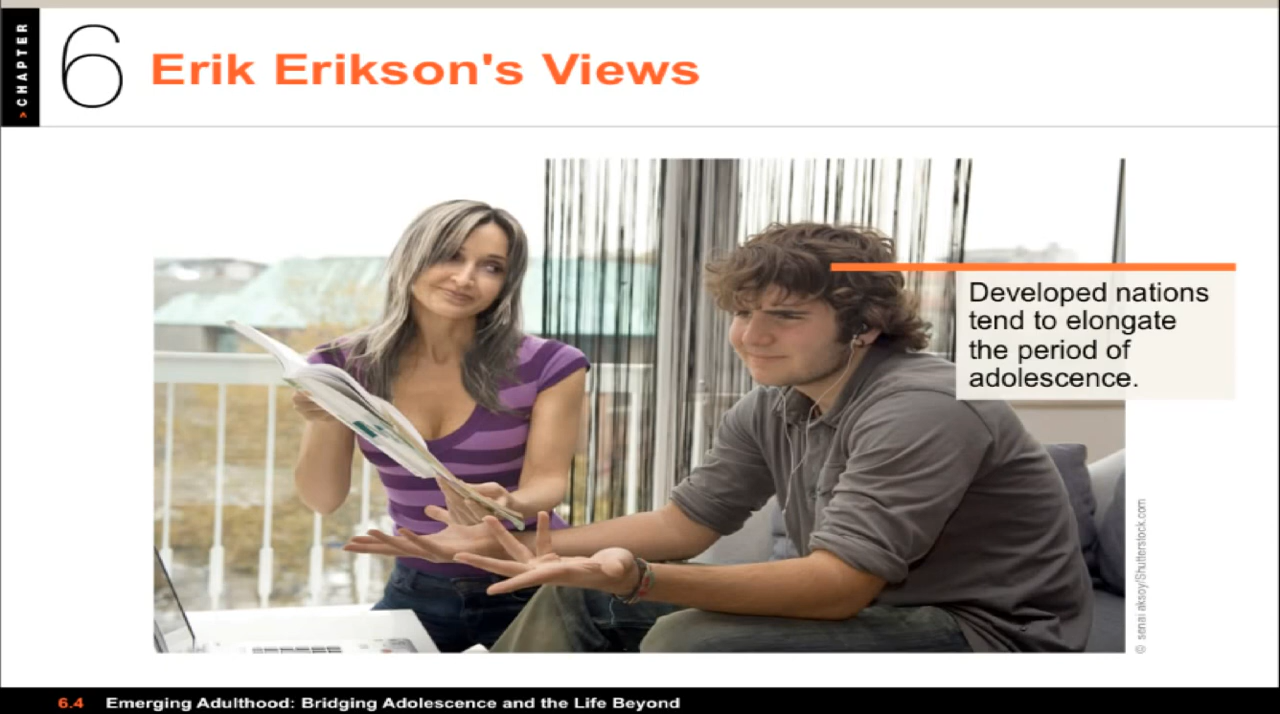 > CHAPTER
6
Erik Erikson's Views
Developed nations
tend to elongate
the period of
adolescence.
© senai aksoy/Shutterstock.com
6.4 Emerging Adulthood: Bridging Adolescence and the Life Beyond